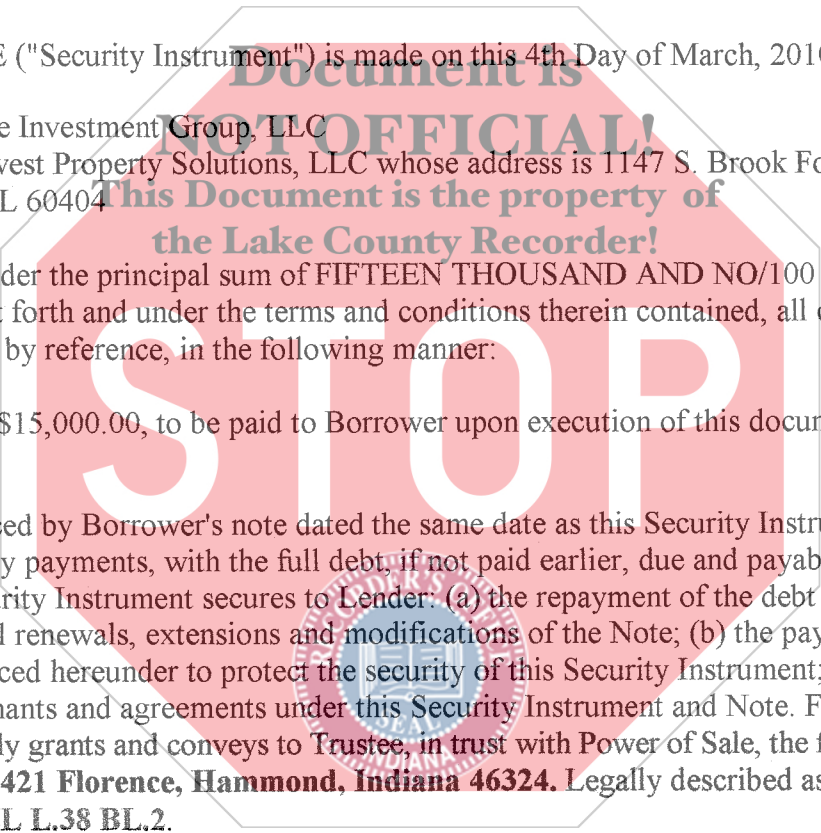 E ("Security Instrument") is made on this 4th Day of March, 2010
Document is
e Investment Group, LLC
NOT OFFICIAL!
vest Property Solutions, LLC whose address is 1147 S. Brook Fo
L 60404
This Document is the property of
the Lake County Recorder!
der the principal sum of FIFTEEN THOUSAND AND NO/100
t forth and under the terms and conditions therein contained, all
by reference, in the following manner:
STOP
$15,000.00, to be paid to Borrower upon execution of this docum
ced by Borrower's note dated the same date as this Security Instru
y payments, with the full debt, if not paid earlier, due and payab
rity Instrument secures to Lender: (a) the repayment of the debt
l renewals, extensions and modifications of the Note; (b) the pay
ced hereunder to protect the security of this Security Instrument;
nants and agreements under this Security Instrument and Note. F
ly grants and conveys to Trustee, in trust with Power of Sale, the f
421 Florence, Hammond, Indiana 46324. Legally described as
L L.38 BL.2.
RECORDER'S OFFICE
SEAL
INDIANA